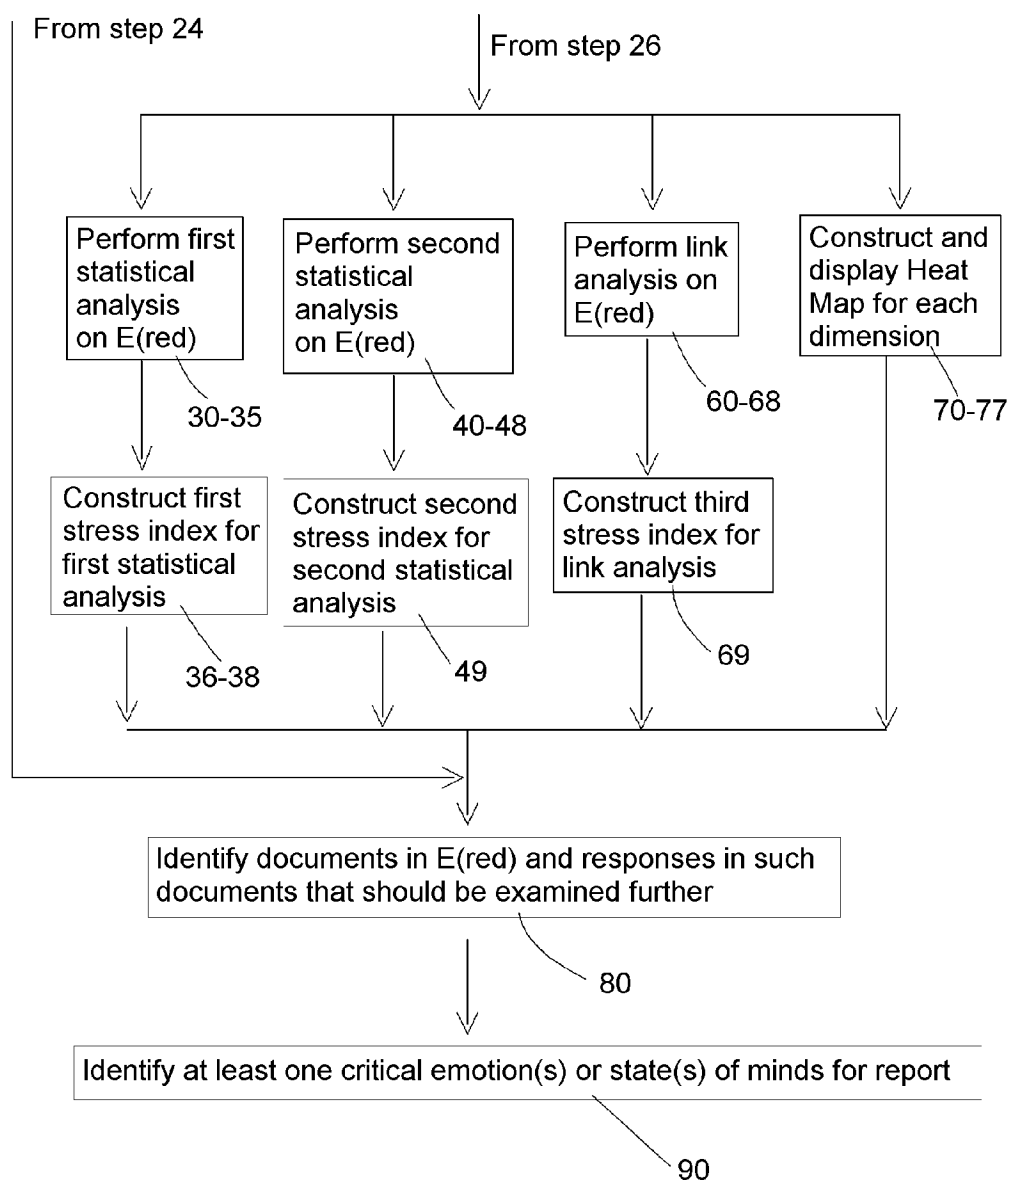 From step 24
From step 26
Perform first
statistical
analysis
on E(red)
30-35
Perform second
statistical
analysis
on E(red)
40-48
Perform link
analysis on
E(red)
60-68
Construct and
display Heat
Map for each
dimension
70-77
Construct first
stress index for
first statistical
analysis
36-38
Construct second
stress index for
second statistical
analysis
49
Construct third
stress index for
link analysis
69
Identify documents in E(red) and responses in such
documents that should be examined further
80
Identify at least one critical emotion(s) or state(s) of minds for report
90